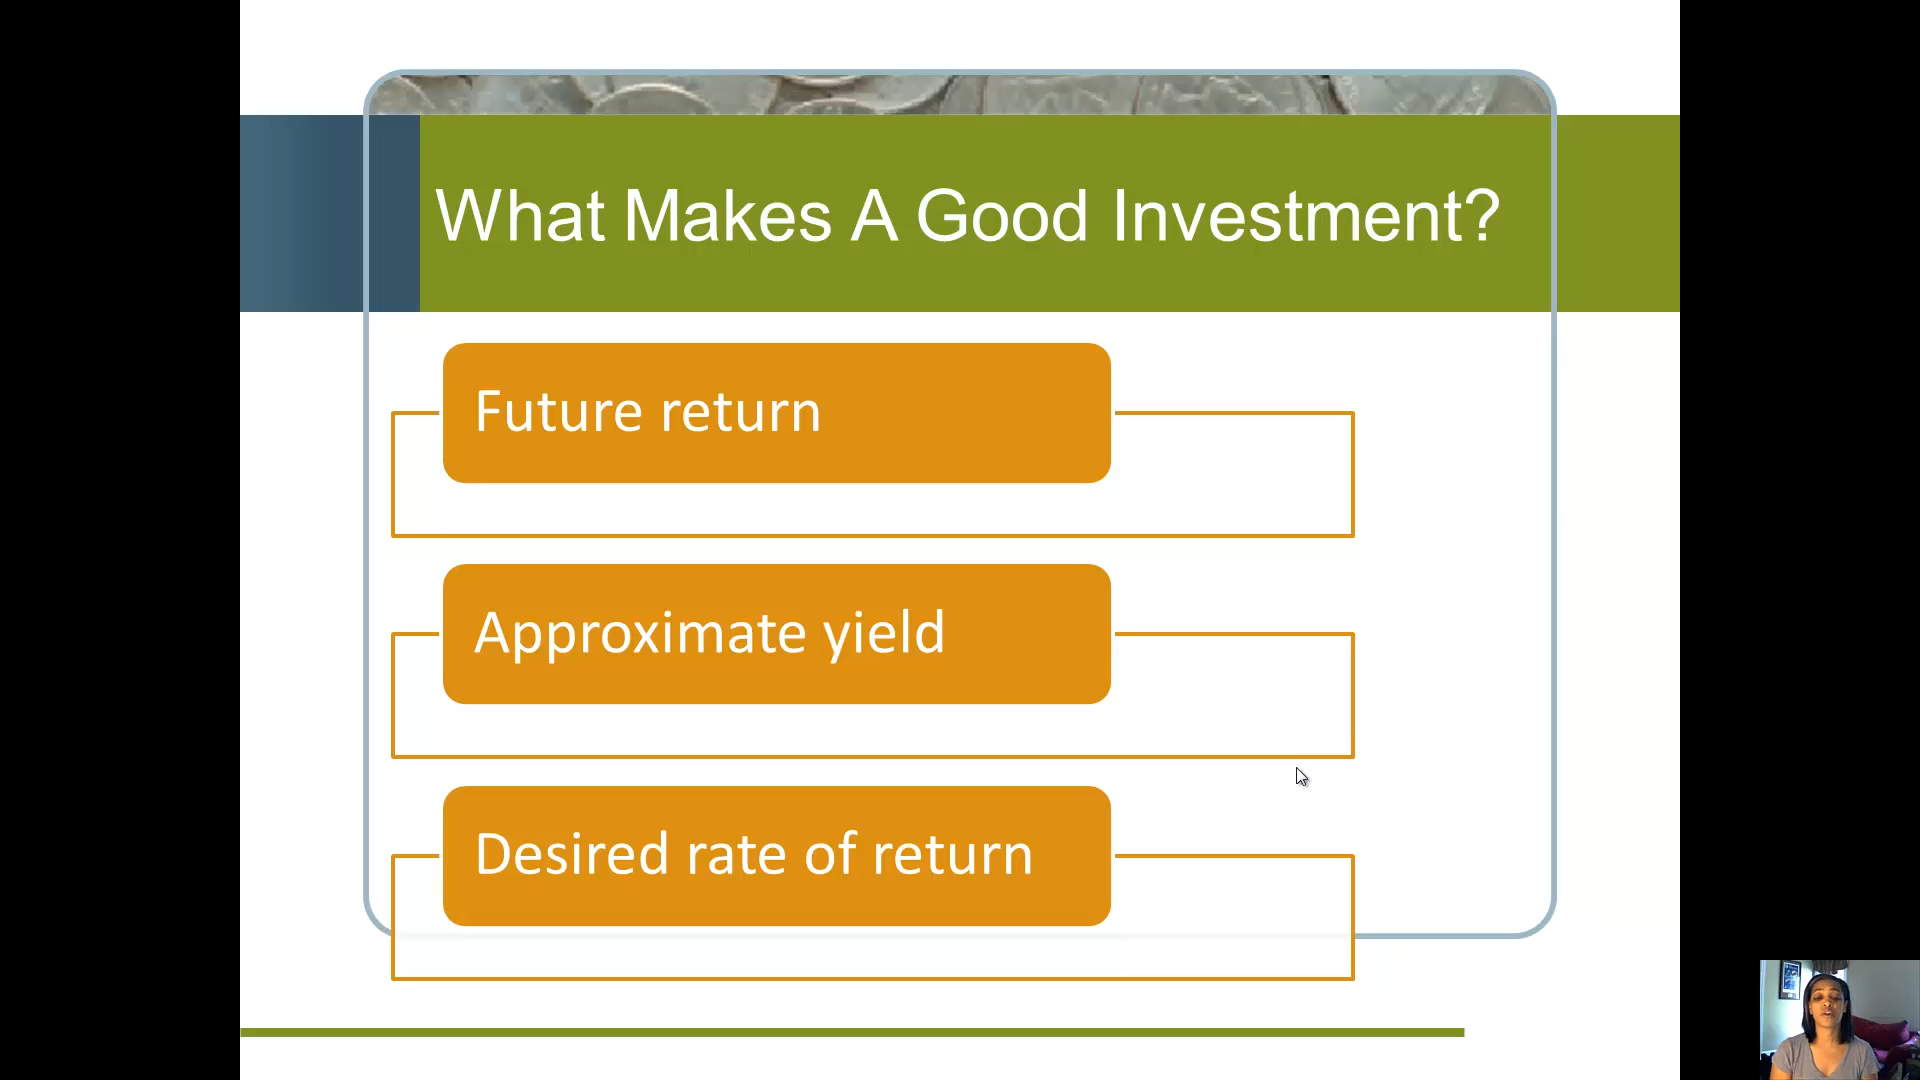 What Makes A Good Investment?
Future return
Approximate yield
Desired rate of return